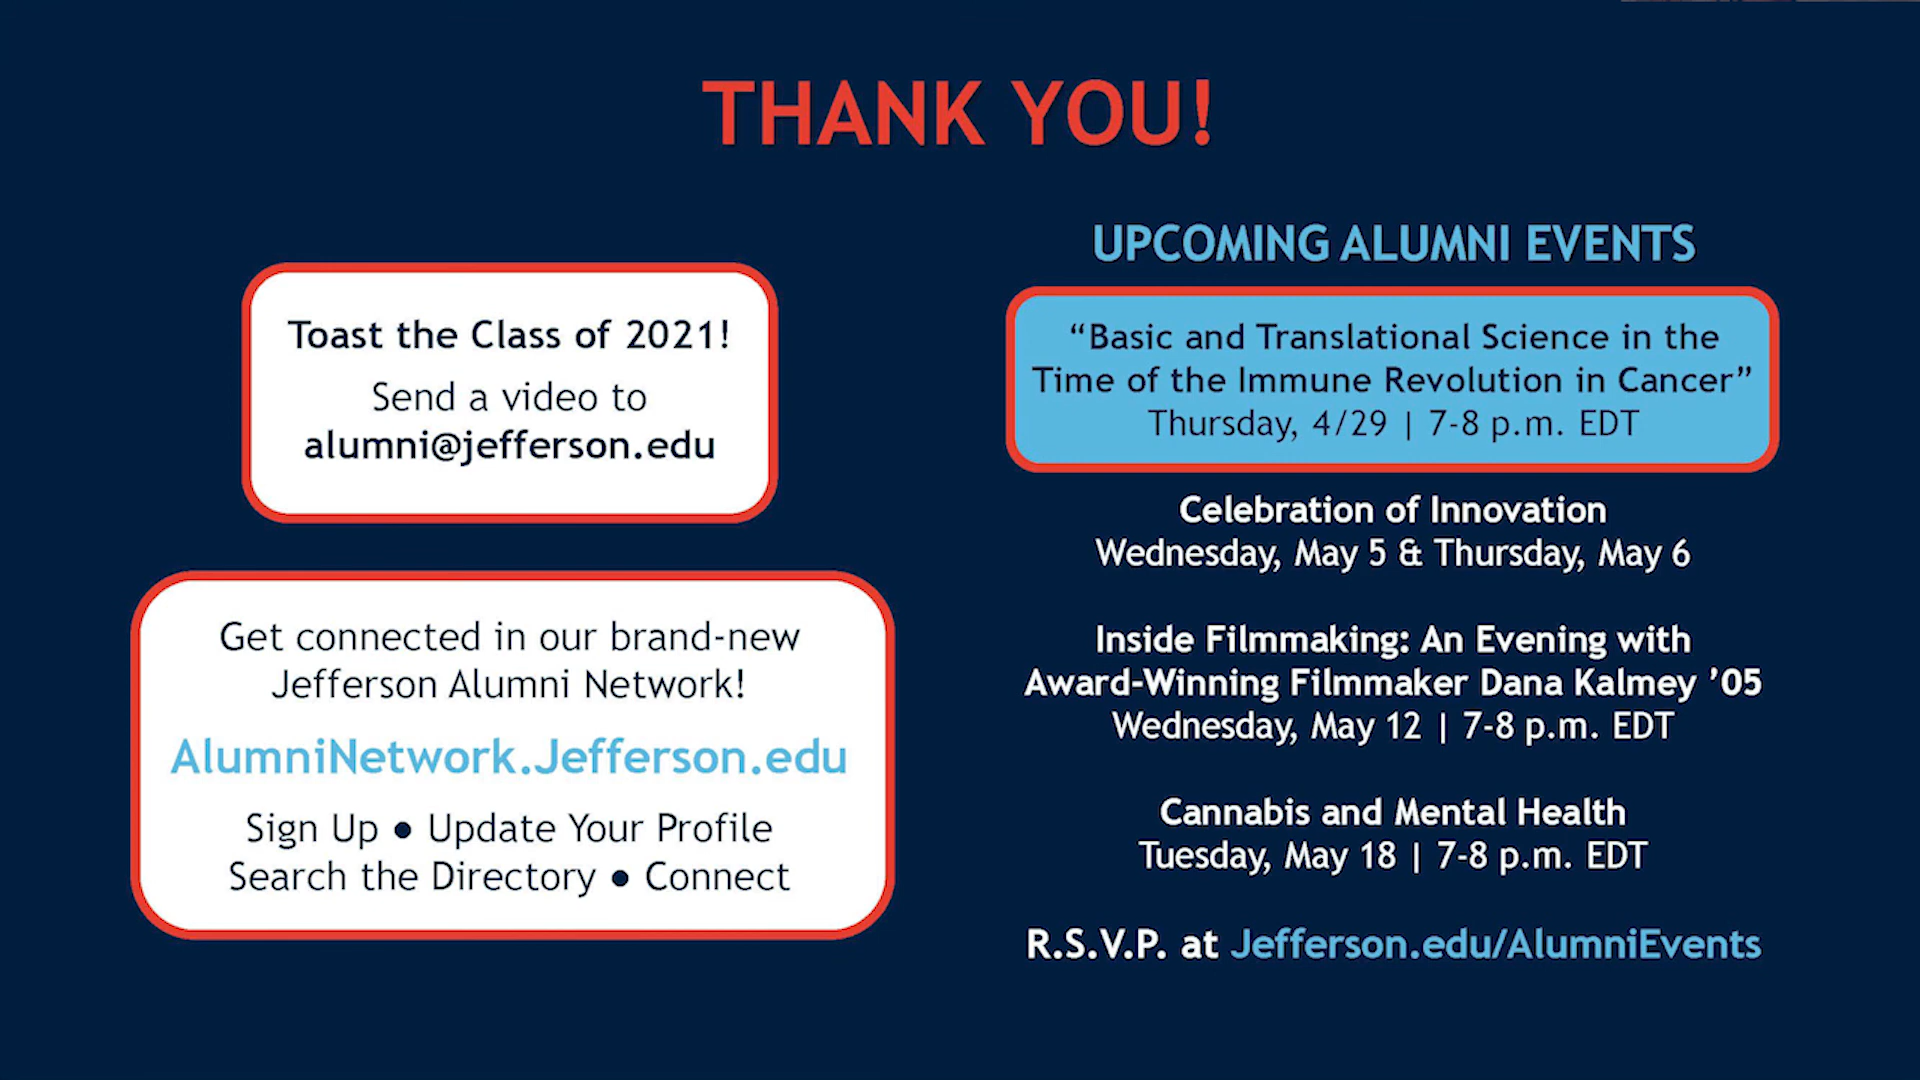 THANK YOU!
Toast the Class of 2021!
Send a video to
alumni@jefferson.edu
Get connected in our brand-new
Jefferson Alumni Network!
AlumniNetwork.Jefferson.edu
Sign Up ● Update Your Profile
Search the Directory ● Connect
UPCOMING ALUMNI EVENTS
“Basic and Translational Science in the
Time of the Immune Revolution in Cancer”
Thursday, 4/29 | 7-8 p.m. EDT
Celebration of Innovation
Wednesday, May 5 & Thursday, May 6
Inside Filmmaking: An Evening with
Award-Winning Filmmaker Dana Kalmey ’05
Wednesday, May 12 | 7-8 p.m. EDT
Cannabis and Mental Health
Tuesday, May 18 | 7-8 p.m. EDT
R.S.V.P. at Jefferson.edu/AlumniEvents